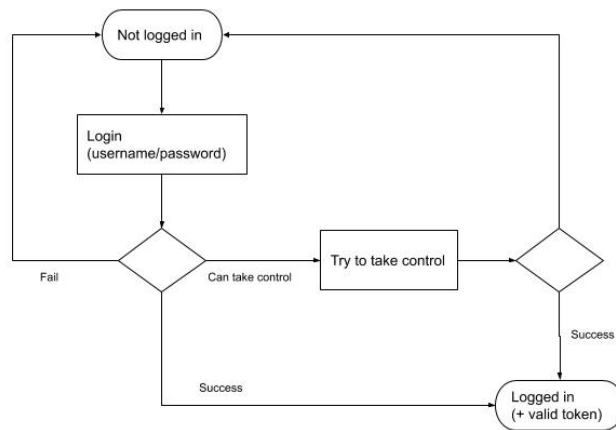 Not logged in
Login
(username/password)
Fail
Can take control
Try to take control
Success
Success
Logged in
(+ valid token)